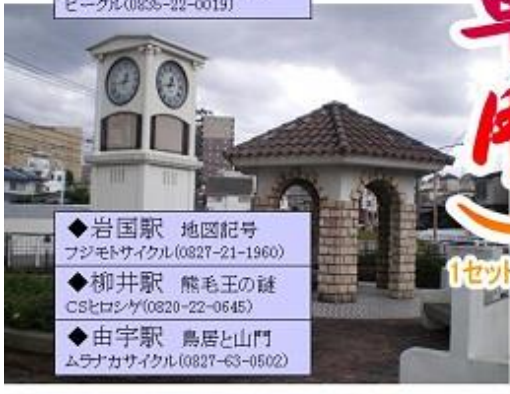 ビークル(0835-22-0019)
◆岩国駅 地図記号
フジモトサイクル(0827-21-1960)
◆柳井駅 熊毛王の謎
CSヒロシゲ(0820-22-0645)
◆由宇駅 鳥居と山門
ムラナカサイクル(0827-63-0502)
1セット